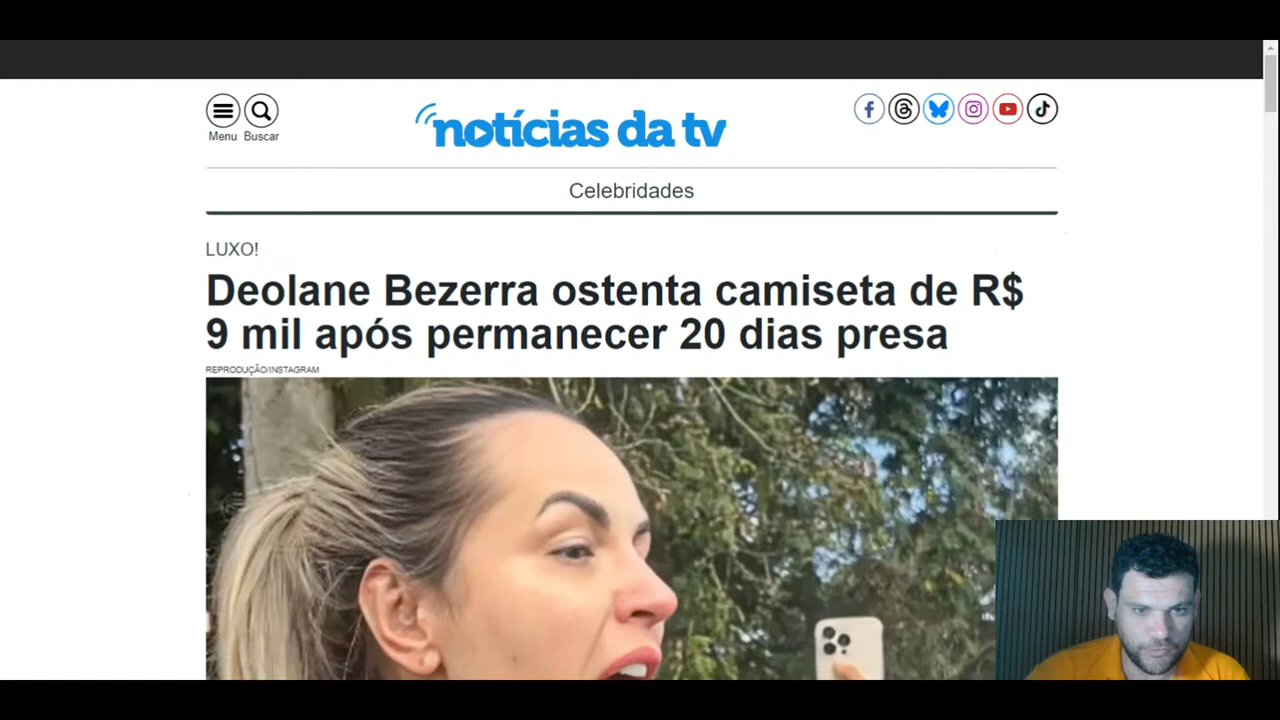 Menu Buscar
notícias da tv
Celebridades
LUXO!
Deolane Bezerra ostenta camiseta de R$
9 mil após permanecer 20 dias presa
REPRODUÇÃO/INSTAGRAM